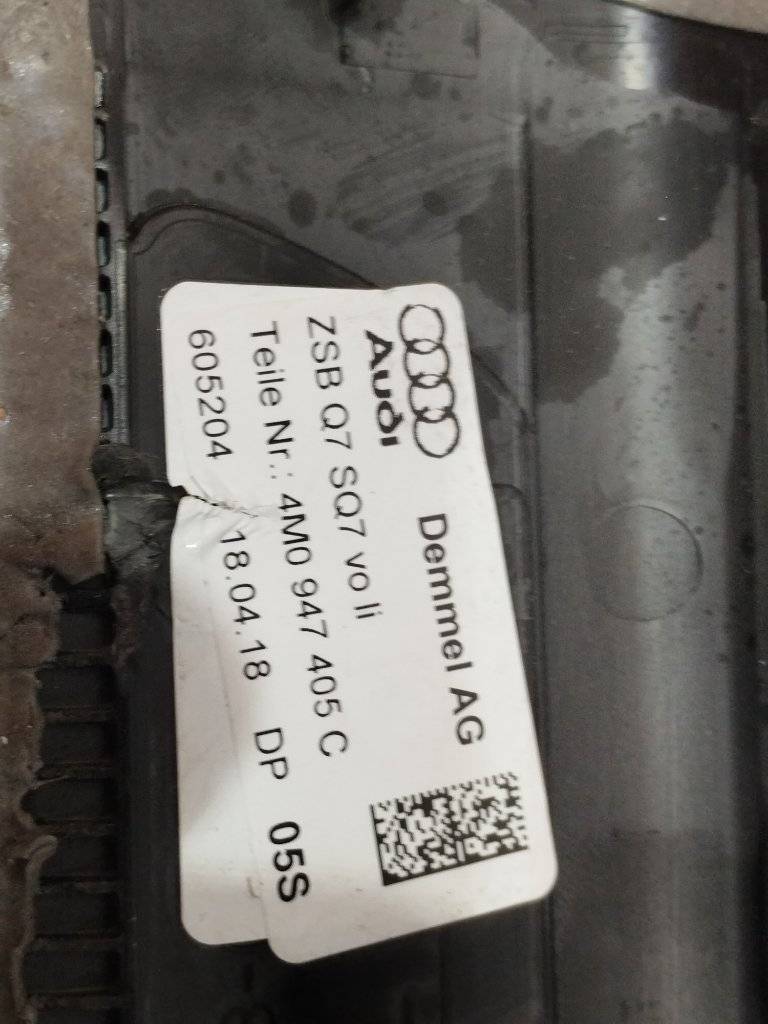 Audi
Demmel AG
ZSB Q7 SQ7 vo li
Teile Nr.: 4M0 947 405 C
605204 18.04.18 DP 05S